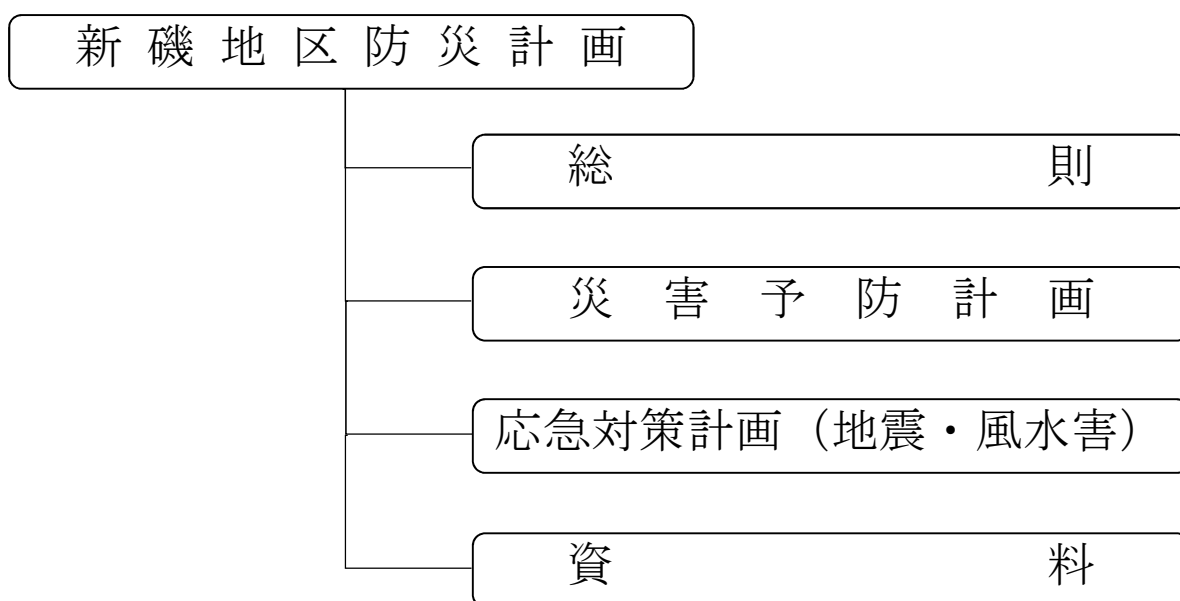 新磯地区防災計画
総則
災害予防計画
応急対策計画（地震・風水害）
資料